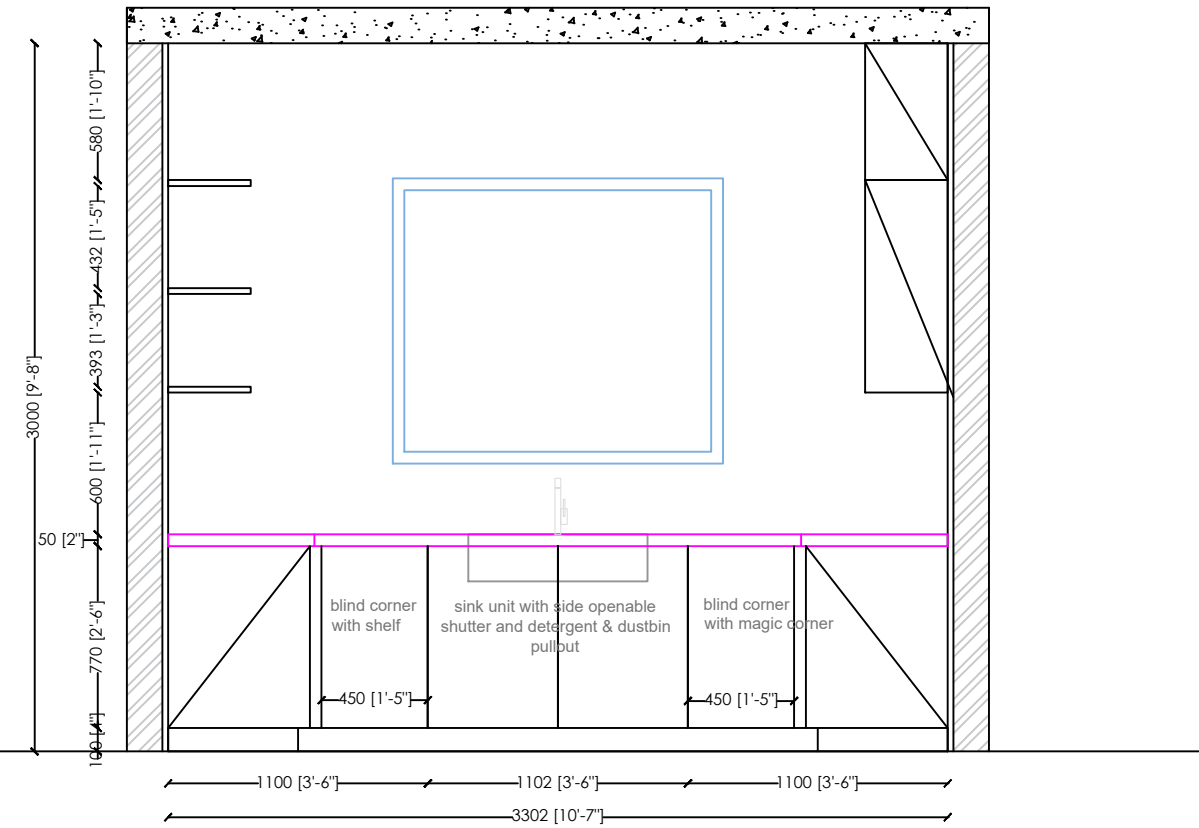 580 [1'-10"]
432 [1'-5"]
393 [1'-3"]
3000 [9'-8"]
600 [1'-11"]
50 [2"]
770 [2'-6"]
100 [4"]
blind corner
with shelf
sink unit with side openable
shutter and detergent & dustbin
pullout
blind corner
with magic corner
450 [1'-5"]
450 [1'-5"]
1100 [3'-6"]
1102 [3'-6"]
1100 [3'-6"]
3302 [10'-7"]